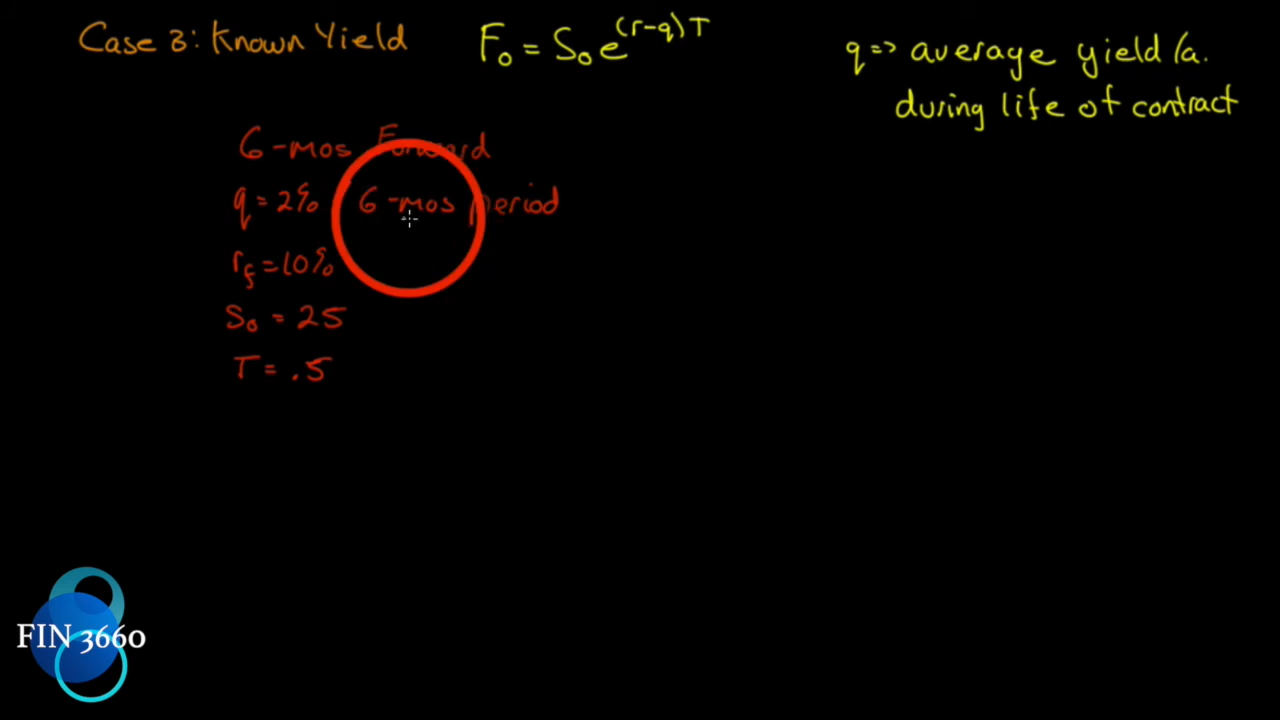 Case 3: Known Yield
F₀ = S₀e^(r-q)T
q => average yield /a.
during life of contract
6-mos Forward
q = 2% 6-mos period
r_f = 10%
S₀ = 25
T = .5
FIN 3660